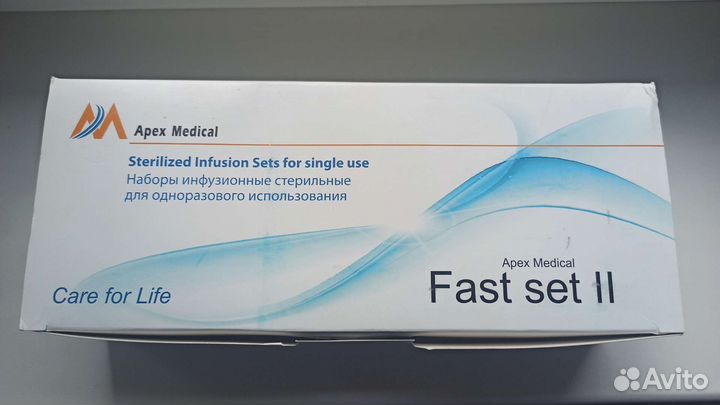 Apex Medical
Sterilized Infusion Sets for single use
Наборы инфузионные стерильные
для одноразового использования
Apex Medical
Fast set II
Care for Life
Avito